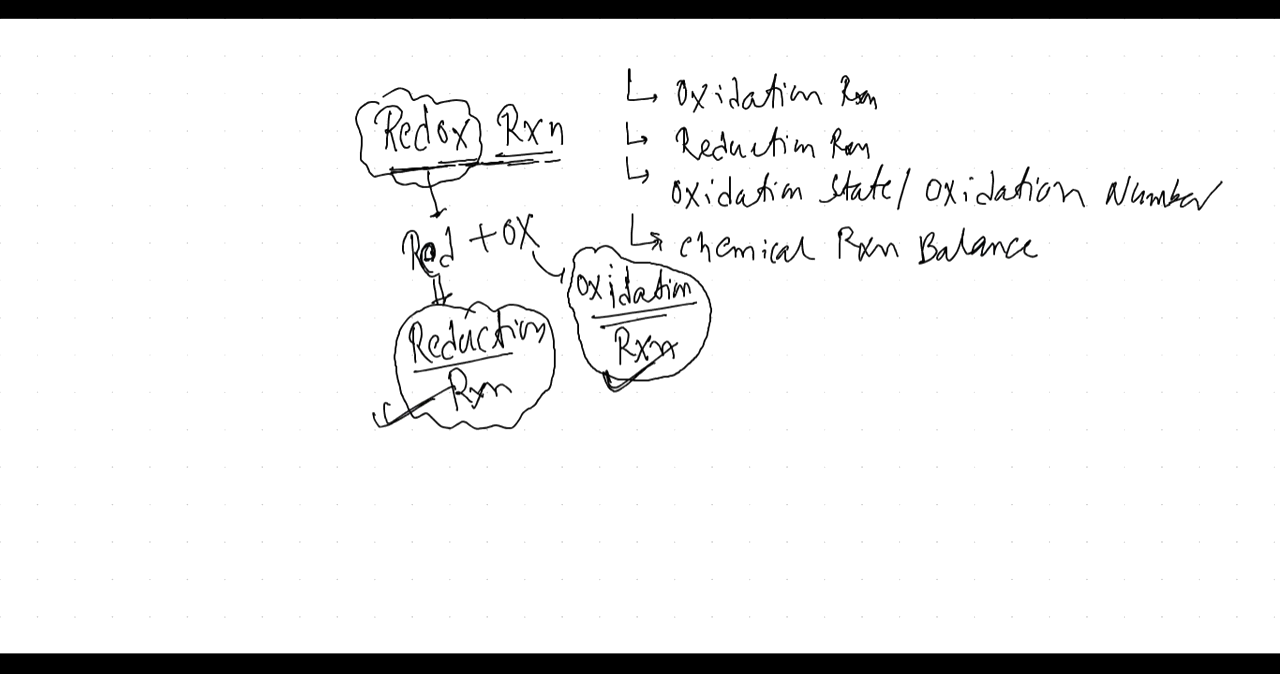 Redox Rxn
Red + OX
Reduction
Rxn
Oxidation
Rxn
Oxidation Rxn
Reduction Rxn
Oxidation State/ Oxidation Number
Chemical Rxn Balance